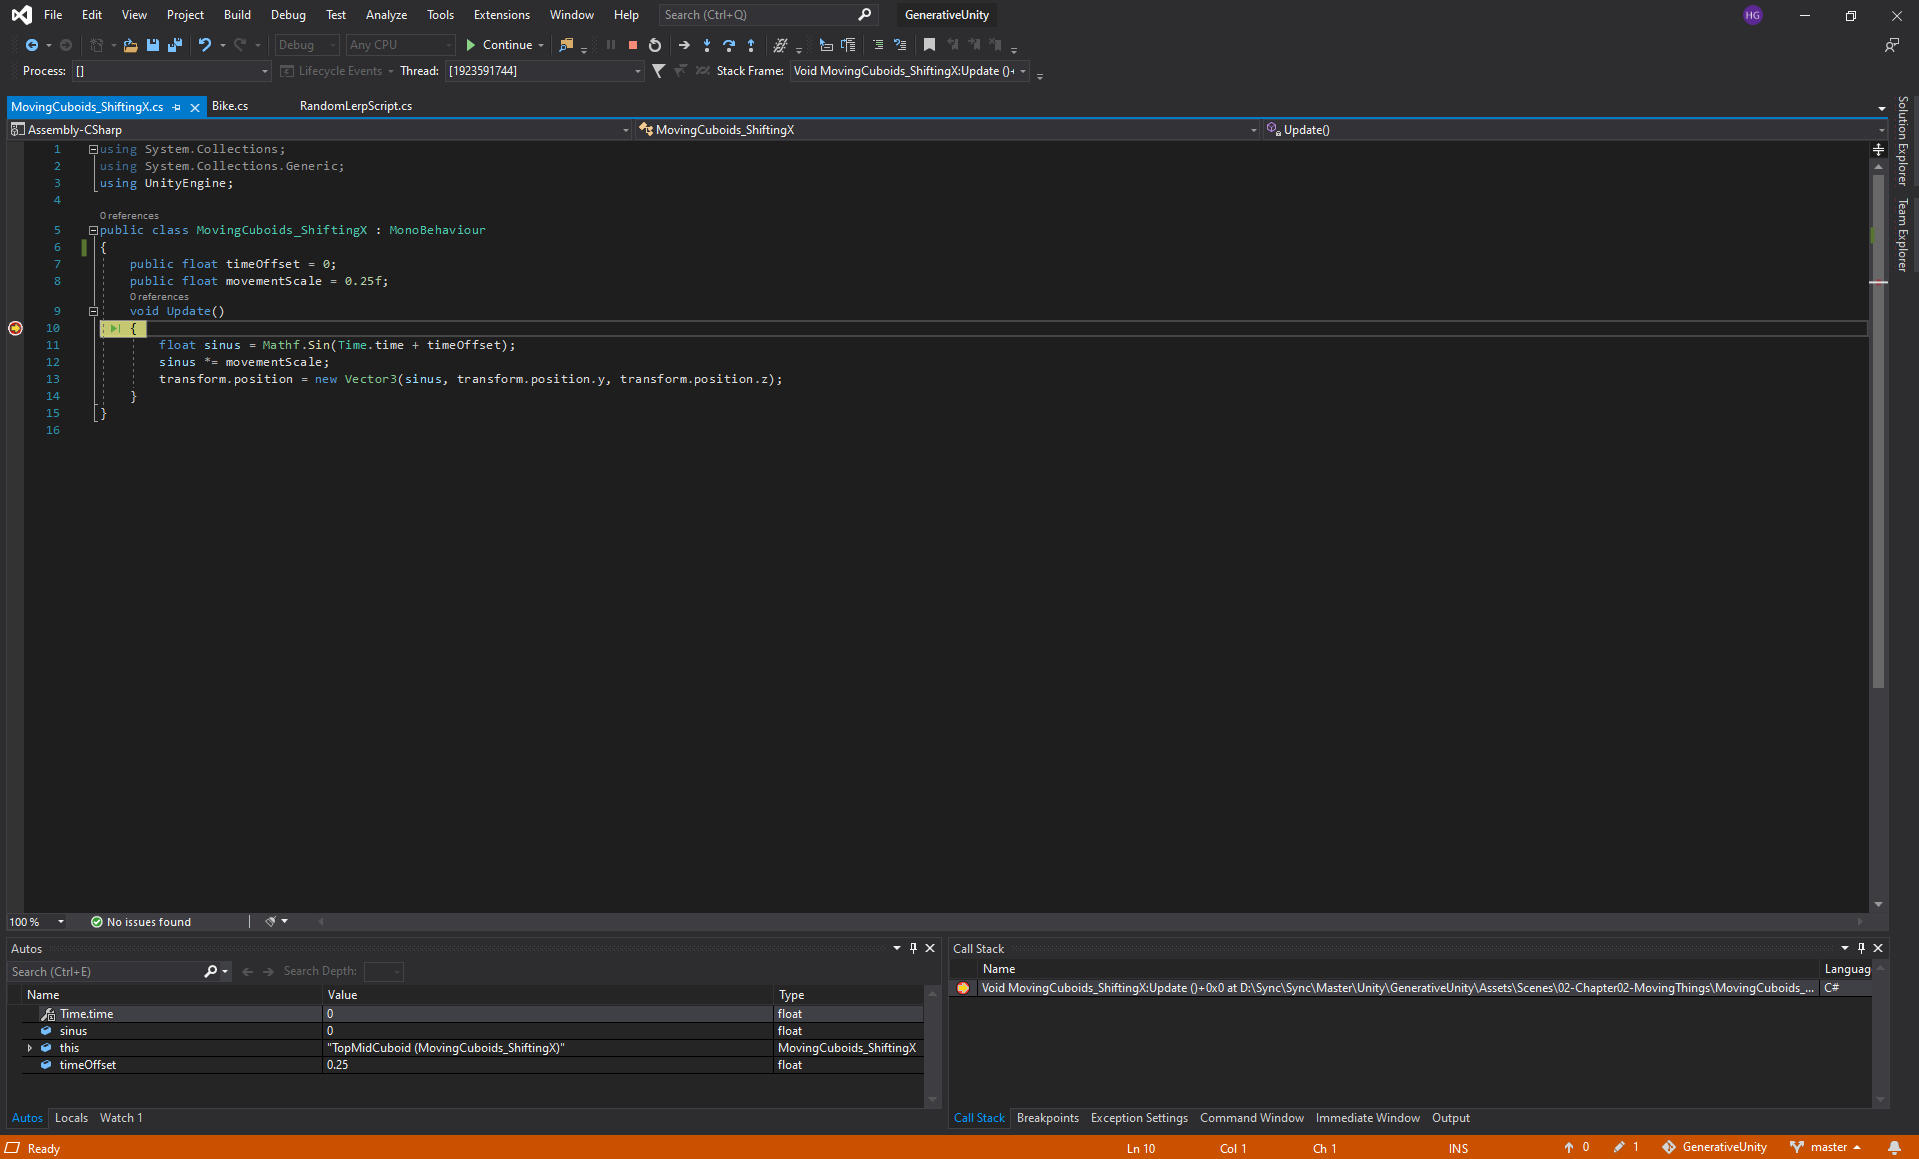 File Edit View Project Build Debug Test Analyze Tools Extensions Window Help Search (Ctrl+Q) GenerativeUnity HG
Debug Any CPU Continue
Process: [] Lifecycle Events Thread: [1923591744] Stack Frame: Void MovingCuboids_ShiftingX:Update ()+
MovingCuboids_ShiftingX.cs Bike.cs RandomLerpScript.cs
Assembly-CSharp MovingCuboids_ShiftingX Update()
1 using System.Collections;
2 using System.Collections.Generic;
3 using UnityEngine;
4
0 references
5 public class MovingCuboids_ShiftingX : MonoBehaviour
6 {
7 public float timeOffset = 0;
8 public float movementScale = 0.25f;
0 references
9 void Update()
10 {
11 float sinus = Mathf.Sin(Time.time + timeOffset);
12 sinus *= movementScale;
13 transform.position = new Vector3(sinus, transform.position.y, transform.position.z);
14 }
15 }
16
Solution Explorer
Team Explorer
100 % No issues found
Autos
Search (Ctrl+E) Search Depth:
Name Value Type
Time.time 0 float
sinus 0 float
this "TopMidCuboid (MovingCuboids_ShiftingX)" MovingCuboids_ShiftingX
timeOffset 0.25 float
Autos Locals Watch 1
Call Stack
Name Languag
Void MovingCuboids_ShiftingX:Update ()+0x0 at D:\Sync\Sync\Master\Unity\GenerativeUnity\Assets\Scenes\02-Chapter02-MovingThings\MovingCuboids_... C#
Call Stack Breakpoints Exception Settings Command Window Immediate Window Output
Ready Ln 10 Col 1 Ch 1 INS 0 1 GenerativeUnity master